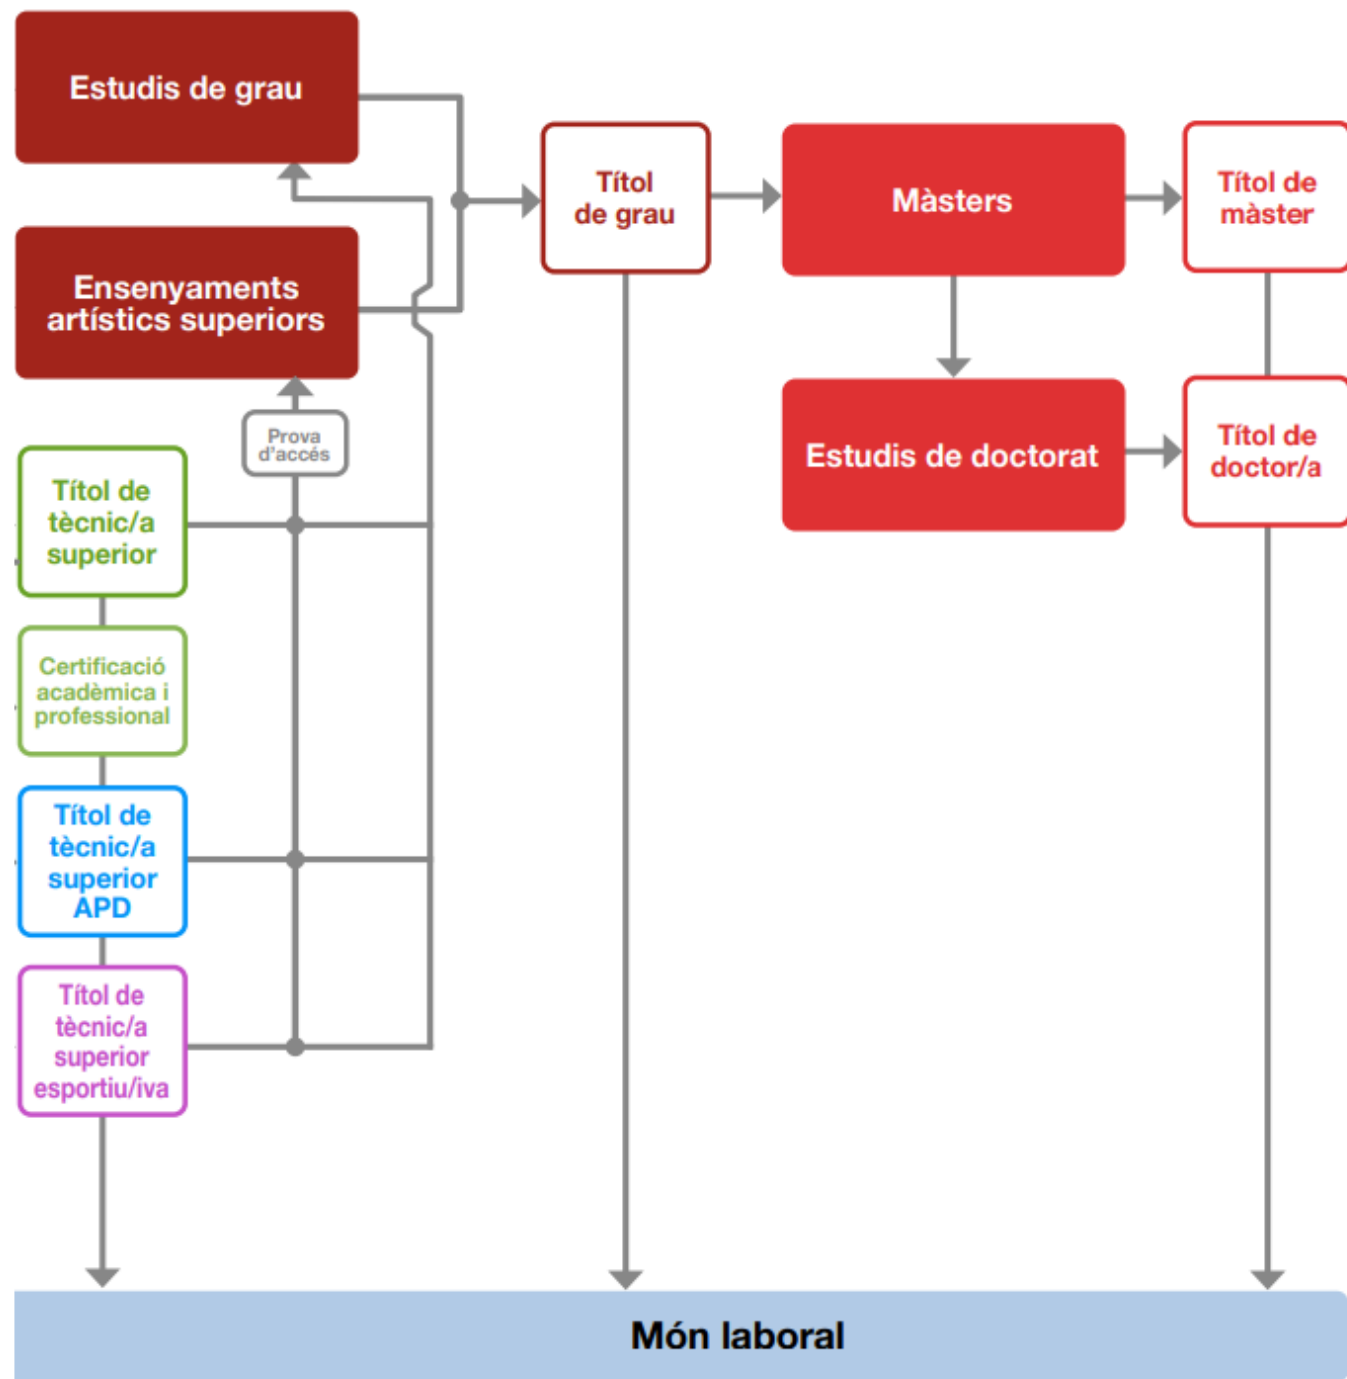 Estudis de grau
Ensenyaments
artístics superiors
Prova
d'accés
Títol de
tècnic/a
superior
Certificació
acadèmica i
professional
Títol de
tècnic/a
superior
APD
Títol de
tècnic/a
superior
esportiu/iva
Títol
de grau
Màsters
Títol de
màster
Estudis de doctorat
Títol de
doctor/a
Món laboral